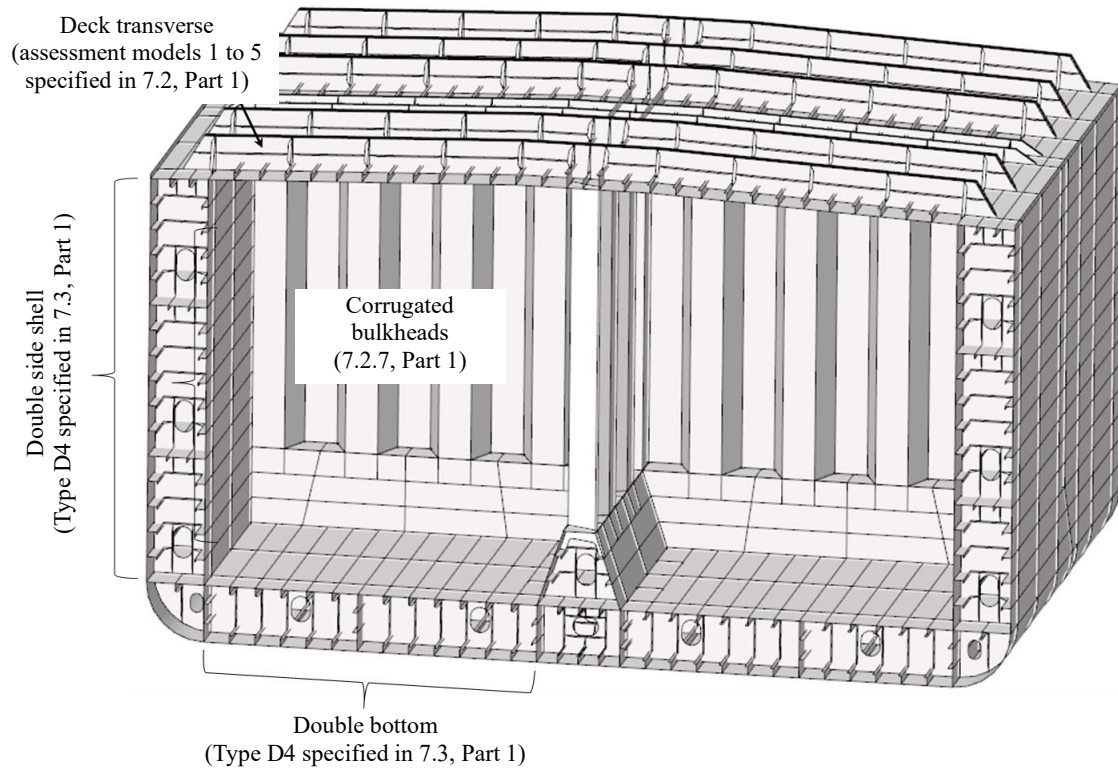 Deck transverse
(assessment models 1 to 5
specified in 7.2, Part 1)
Double side shell
(Type D4 specified in 7.3, Part 1)
Corrugated
bulkheads
(7.2.7, Part 1)
Double bottom
(Type D4 specified in 7.3, Part 1)